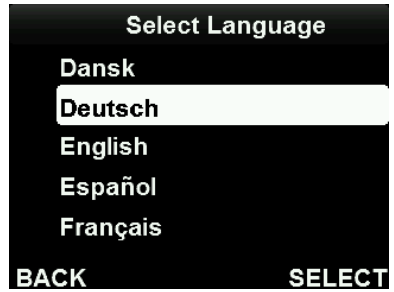 Select Language
Dansk
Deutsch
English
Español
Français
BACK SELECT